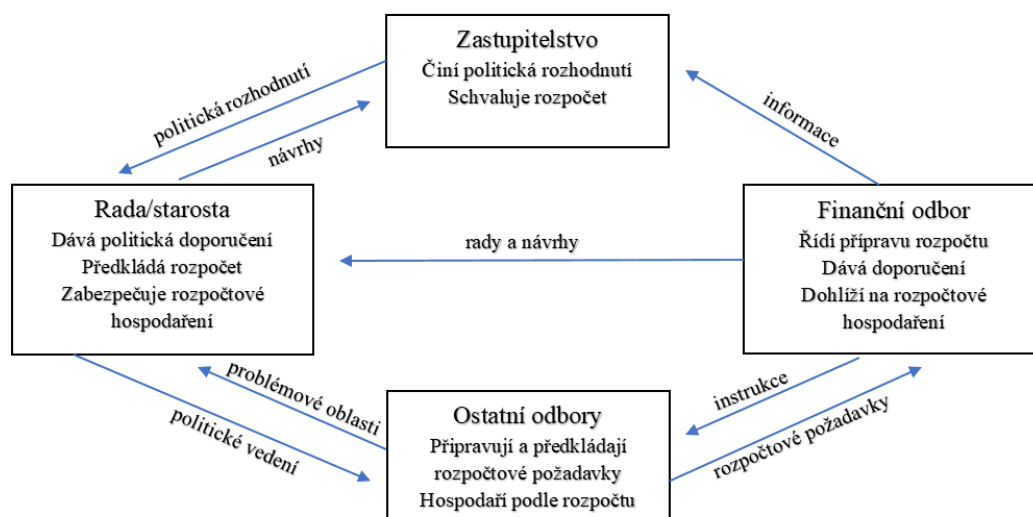 Zastupitelstvo
Činí politická rozhodnutí
Schvaluje rozpočet
politická rozhodnutí
návrhy
informace
Rada/starosta
Dává politická doporučení
Předkládá rozpočet
Zabezpečuje rozpočtové
hospodaření
rady a návrhy
Finanční odbor
Řídí přípravu rozpočtu
Dává doporučení
Dohlíží na rozpočtové
hospodaření
problémové oblasti
politické vedení
instrukce
rozpočtové požadavky
Ostatní odbory
Připravují a předkládají
rozpočtové požadavky
Hospodaří podle rozpočtu